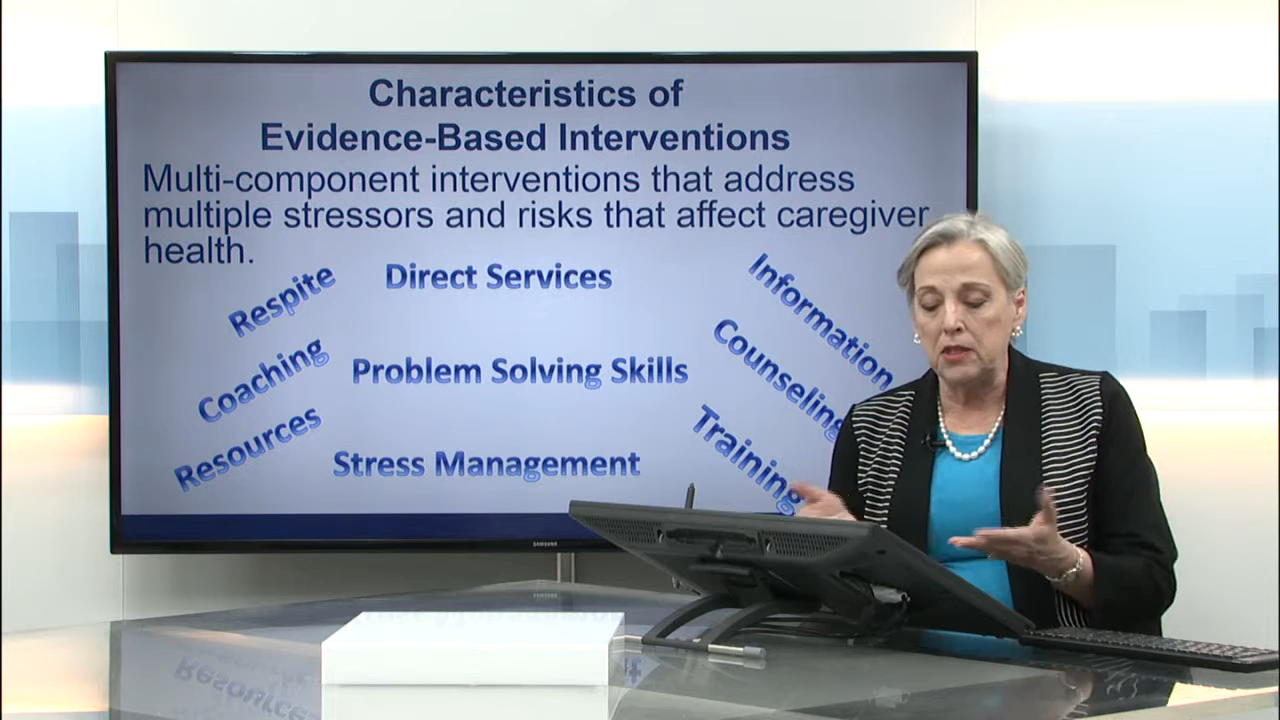 Characteristics of
Evidence-Based Interventions
Multi-component interventions that address
multiple stressors and risks that affect caregiver
health.
Respite
Direct Services
Information
Coaching
Problem Solving Skills
Counseling
Resources
Stress Management
Training
SAMSUNG
Resources